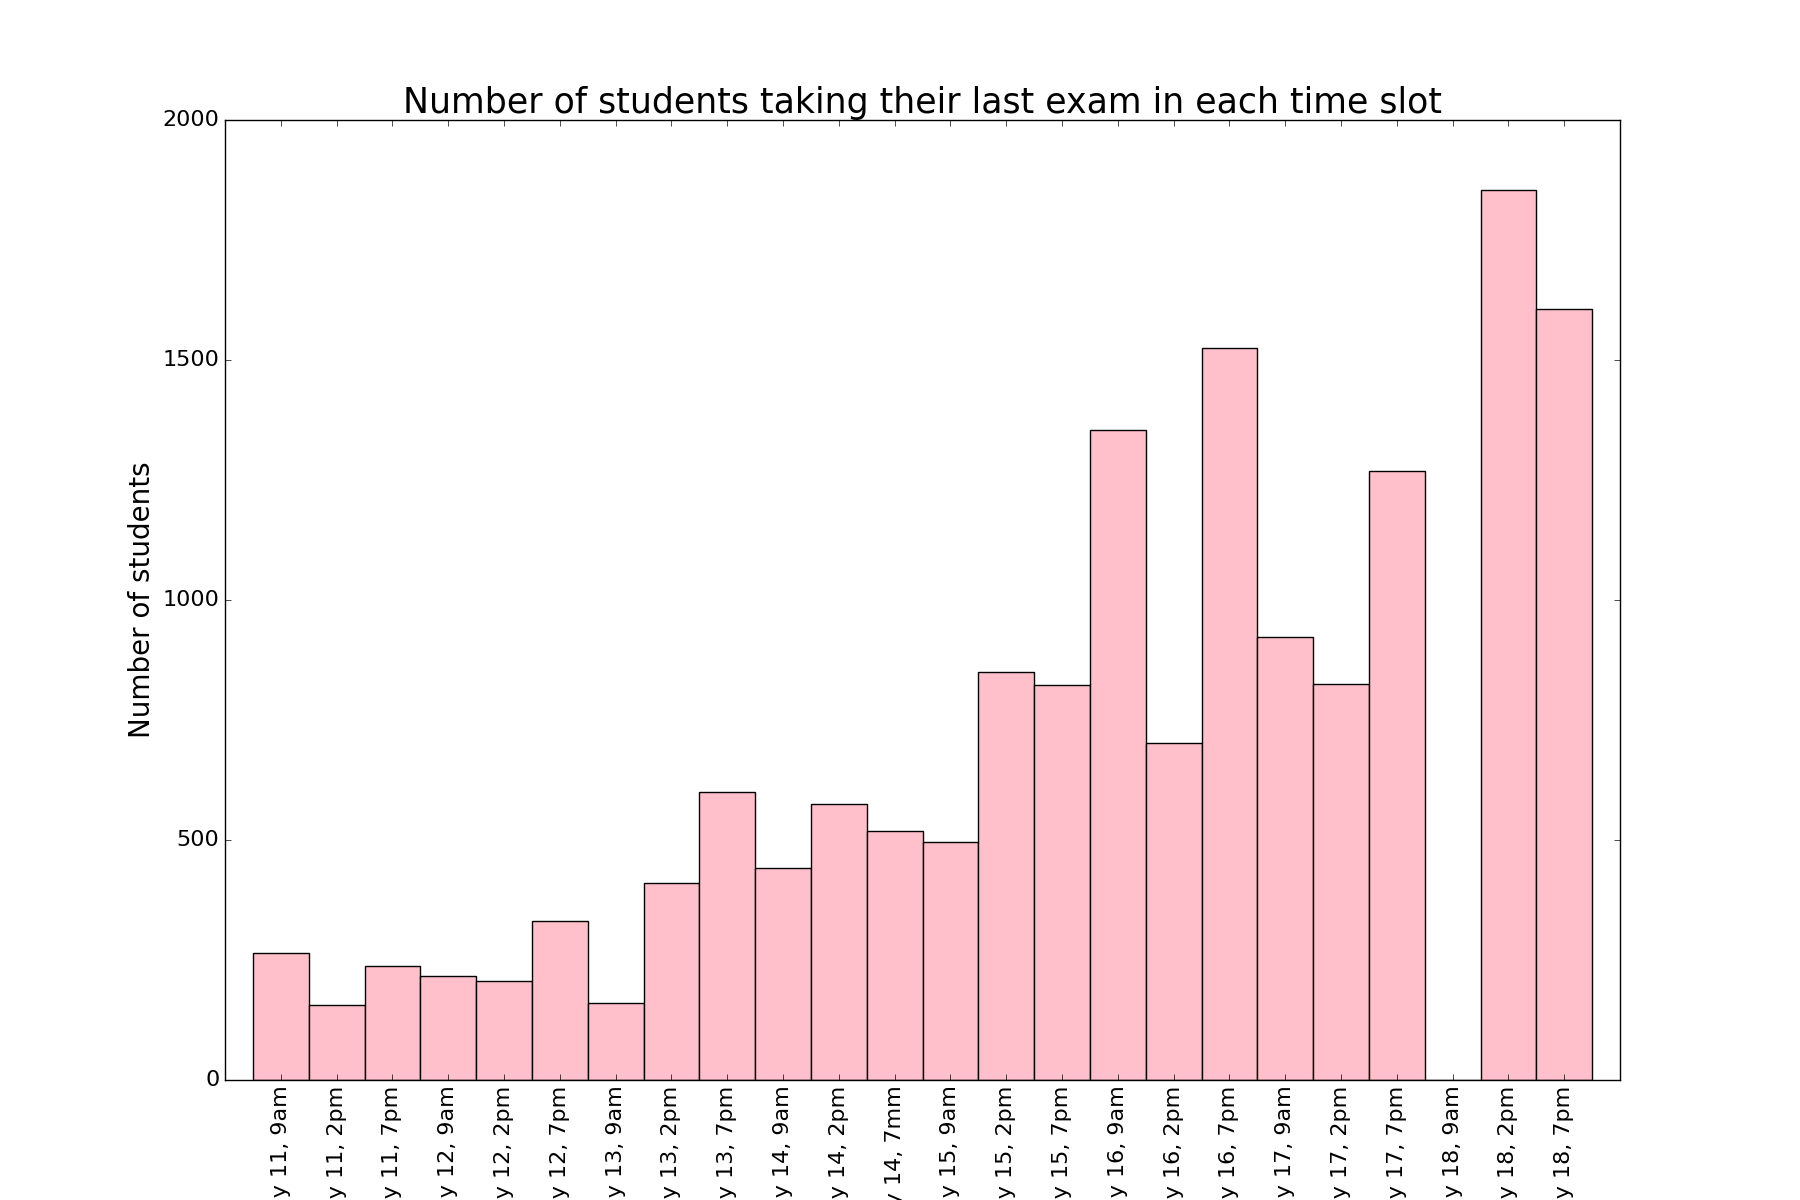 Number of students taking their last exam in each time slot
Number of students
2000
1500
1000
500
0
y 11, 9am
y 11, 2pm
y 11, 7pm
y 12, 9am
y 12, 2pm
y 12, 7pm
y 13, 9am
y 13, 2pm
y 13, 7pm
y 14, 9am
y 14, 2pm
y 14, 7mm
y 15, 9am
y 15, 2pm
y 15, 7pm
y 16, 9am
y 16, 2pm
y 16, 7pm
y 17, 9am
y 17, 2pm
y 17, 7pm
y 18, 9am
y 18, 2pm
y 18, 7pm